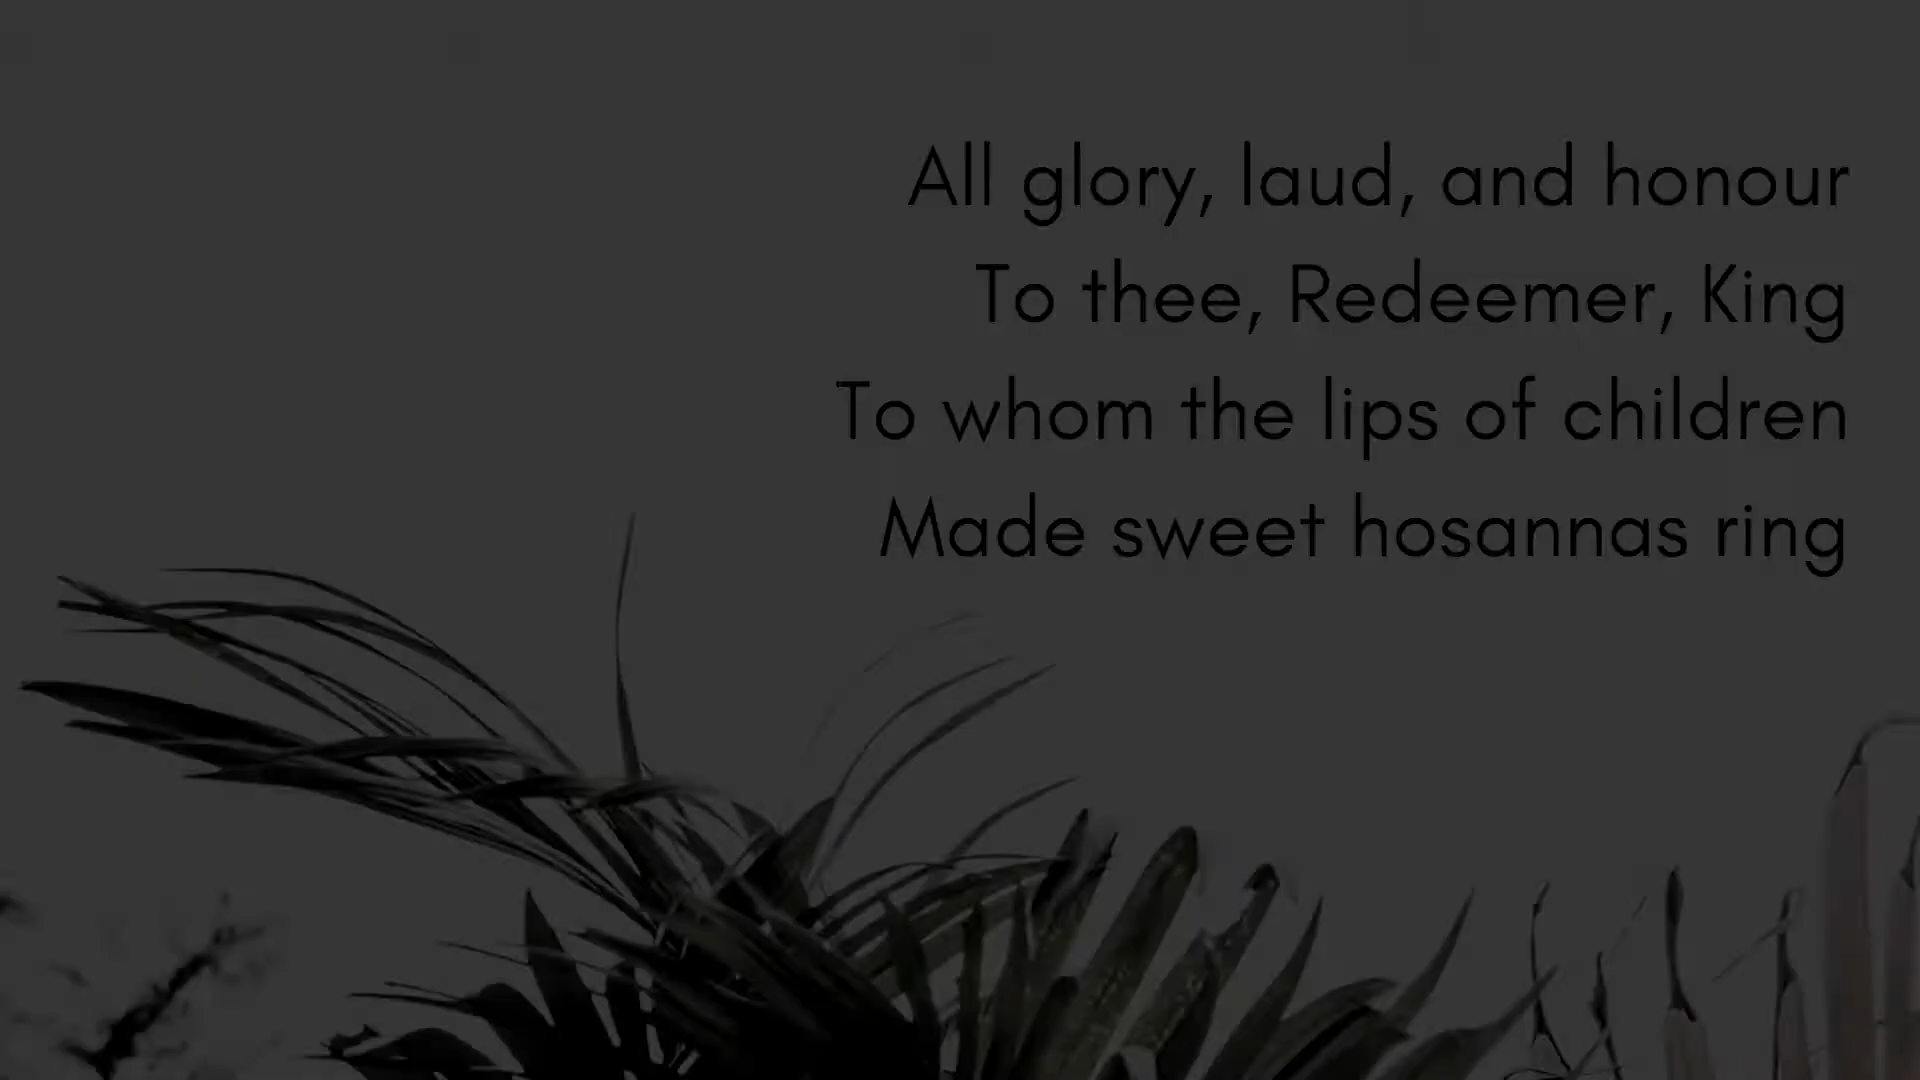 All glory, laud, and honour
To thee, Redeemer, King
To whom the lips of children
Made sweet hosannas ring